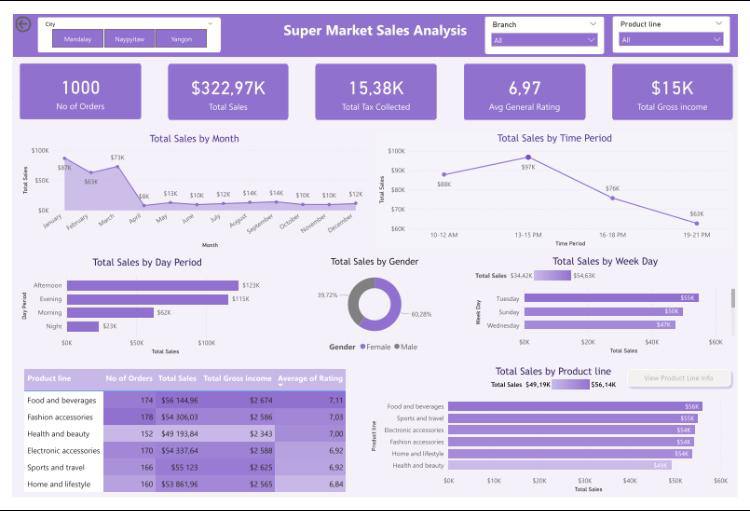 City
Mandalay Naypyitaw Yangon
Super Market Sales Analysis
Branch
All
Product line
All
1000
No of Orders
$322,97K
Total Sales
15,38K
Total Tax Collected
6,97
Avg General Rating
$15K
Total Gross income
Total Sales by Month
Total Sales
$100K
$50K
$0K
$87K
$63K
$73K
$8K
$13K
$10K
$12K
$14K
$14K
$10K
$10K
$12K
January
February
March
April
May
June
July
August
September
October
November
December
Month
Total Sales by Time Period
Total Sales
$100K
$90K
$80K
$70K
$60K
$88K
$97K
$76K
$63K
10-12 AM
13-15 PM
16-18 PM
19-21 PM
Time Period
Total Sales by Day Period
Day Period
Afternoon $123K
Evening $115K
Morning $62K
Night $23K
$0K $50K $100K
Total Sales
Total Sales by Gender
39,72%
60,28%
Gender Female Male
Total Sales by Week Day
Total Sales $34,42K $54,63K
Week Day
Tuesday $55K
Sunday $50K
Wednesday $47K
$0K $20K $40K $60K
Total Sales
Product line No of Orders Total Sales Total Gross income Average of Rating
Food and beverages 174 $56 144,96 $2 674 7,11
Fashion accessories 178 $54 306,03 $2 586 7,03
Health and beauty 152 $49 193,84 $2 343 7,00
Electronic accessories 170 $54 337,64 $2 588 6,92
Sports and travel 166 $55 123 $2 625 6,92
Home and lifestyle 160 $53 861,96 $2 565 6,84
Total Sales by Product line
Total Sales $49,19K $56,14K
View Product Line Info
Product line
Food and beverages $56K
Sports and travel $55K
Electronic accessories $54K
Fashion accessories $54K
Home and lifestyle $54K
Health and beauty $49K
$0K $10K $20K $30K $40K $50K $60K
Total Sales